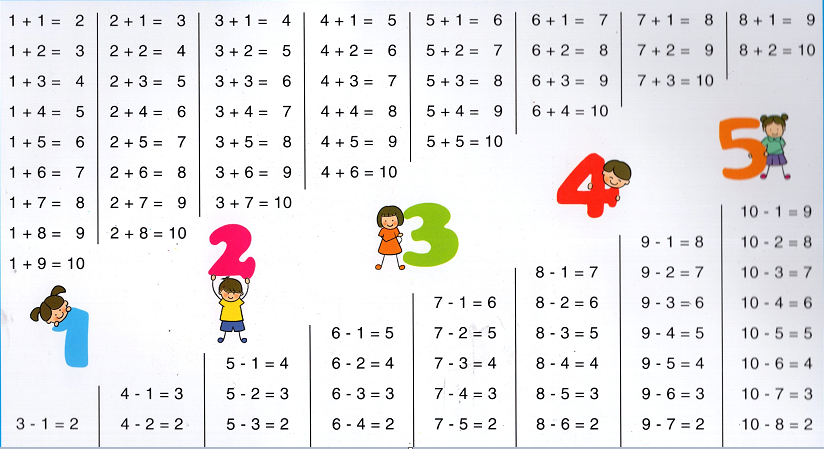 1 + 1 = 2
1 + 2 = 3
1 + 3 = 4
1 + 4 = 5
1 + 5 = 6
1 + 6 = 7
1 + 7 = 8
1 + 8 = 9
1 + 9 = 10
2 + 1 = 3
2 + 2 = 4
2 + 3 = 5
2 + 4 = 6
2 + 5 = 7
2 + 6 = 8
2 + 7 = 9
2 + 8 = 10
3 + 1 = 4
3 + 2 = 5
3 + 3 = 6
3 + 4 = 7
3 + 5 = 8
3 + 6 = 9
3 + 7 = 10
4 + 1 = 5
4 + 2 = 6
4 + 3 = 7
4 + 4 = 8
4 + 5 = 9
4 + 6 = 10
5 + 1 = 6
5 + 2 = 7
5 + 3 = 8
5 + 4 = 9
5 + 5 = 10
6 + 1 = 7
6 + 2 = 8
6 + 3 = 9
6 + 4 = 10
7 + 1 = 8
7 + 2 = 9
7 + 3 = 10
8 + 1 = 9
8 + 2 = 10
1
2
3
4
5
3 - 1 = 2
4 - 1 = 3
4 - 2 = 2
5 - 1 = 4
5 - 2 = 3
5 - 3 = 2
6 - 1 = 5
6 - 2 = 4
6 - 3 = 3
6 - 4 = 2
7 - 1 = 6
7 - 2 = 5
7 - 3 = 4
7 - 4 = 3
7 - 5 = 2
8 - 1 = 7
8 - 2 = 6
8 - 3 = 5
8 - 4 = 4
8 - 5 = 3
8 - 6 = 2
9 - 1 = 8
9 - 2 = 7
9 - 3 = 6
9 - 4 = 5
9 - 5 = 4
9 - 6 = 3
9 - 7 = 2
10 - 1 = 9
10 - 2 = 8
10 - 3 = 7
10 - 4 = 6
10 - 5 = 5
10 - 6 = 4
10 - 7 = 3
10 - 8 = 2